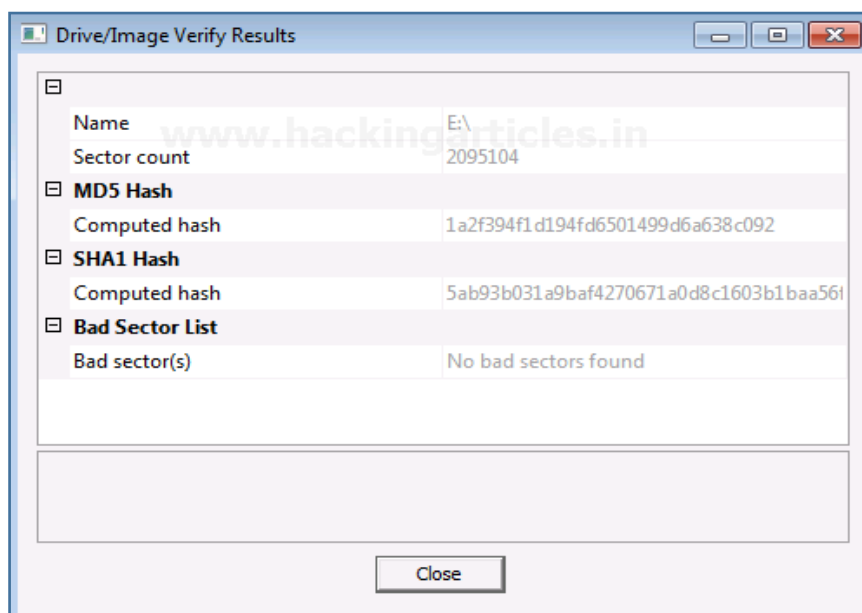 Drive/Image Verify Results
www.hackingarticles.in
Name E:\
Sector count 2095104
MD5 Hash
Computed hash 1a2f394f1d194fd6501499d6a638c092
SHA1 Hash
Computed hash 5ab93b031a9baf4270671a0d8c1603b1baa56f
Bad Sector List
Bad sector(s) No bad sectors found
Close